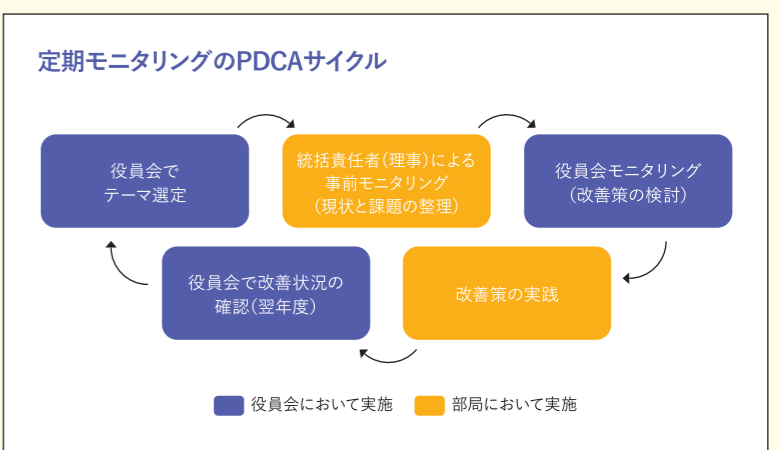 定期モニタリングのPDCAサイクル
役員会で
テーマ選定
統括責任者(理事)による
事前モニタリング
(現状と課題の整理)
役員会モニタリング
(改善策の検討)
役員会で改善状況の
確認(翌年度)
改善策の実践
役員会において実施
部局において実施